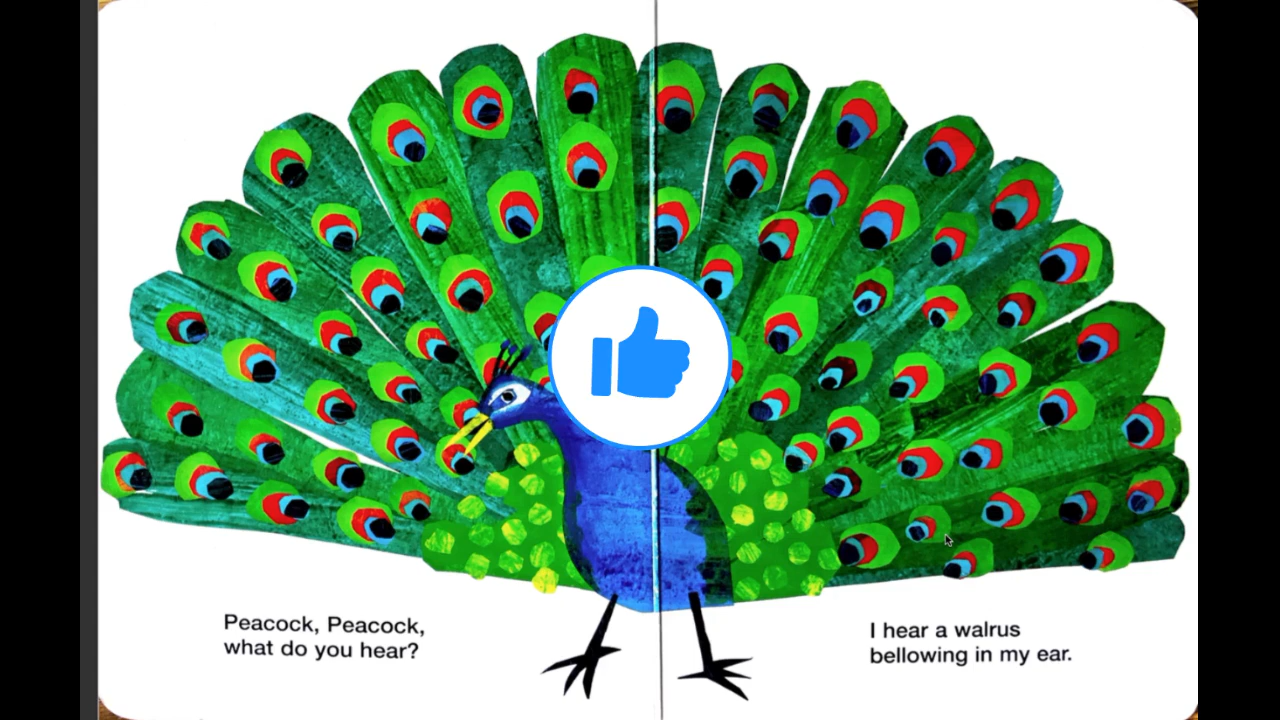 Peacock, Peacock,
what do you hear?
I hear a walrus
bellowing in my ear.